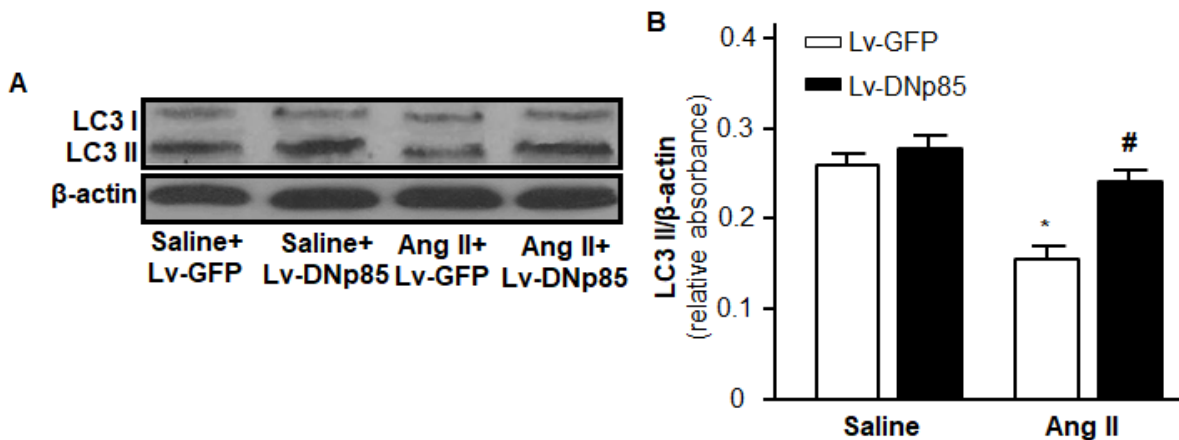 A
LC3 I
LC3 II
β-actin
Saline+ Saline+ Ang II+ Ang II+
Lv-GFP Lv-DNp85 Lv-GFP Lv-DNp85
B
0.4
0.3
0.2
0.1
0
LC3 II/β-actin
(relative absorbance)
Lv-GFP
Lv-DNp85
*
#
Saline Ang II